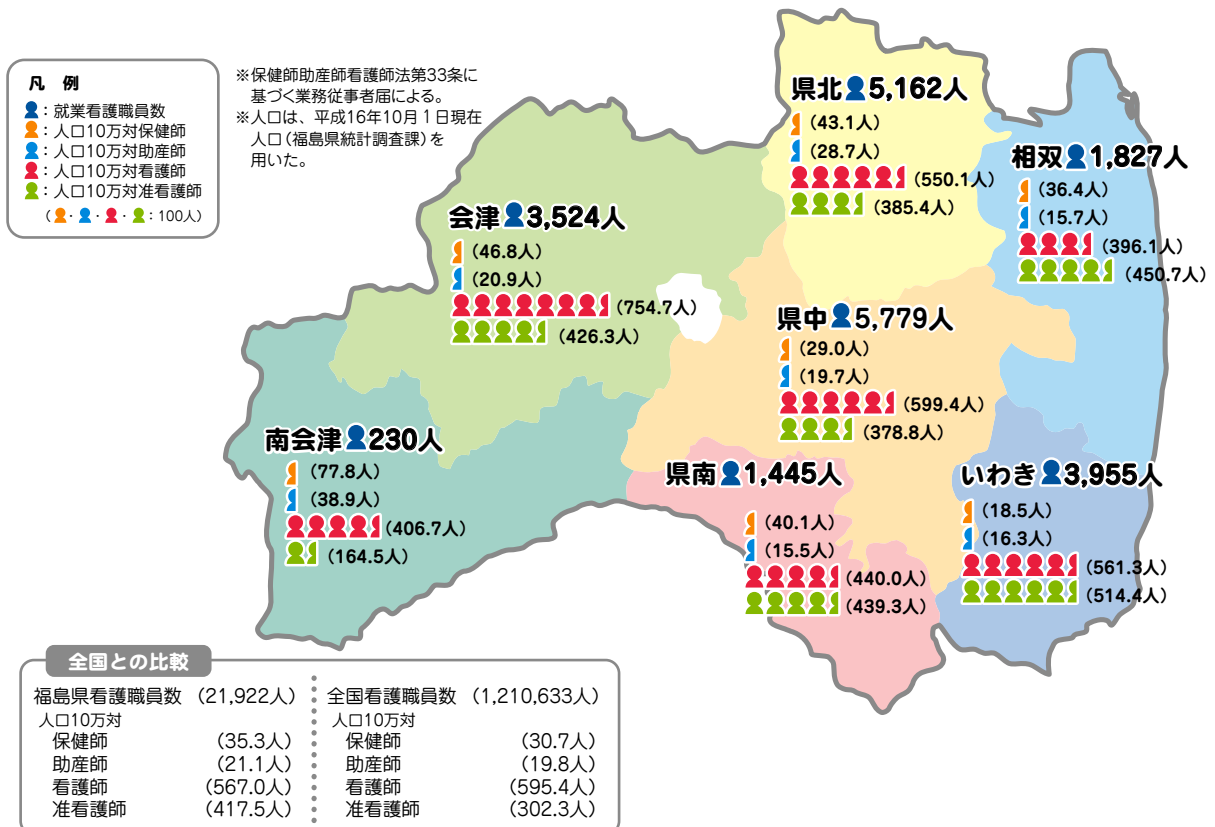 凡 例
：就業看護職員数
：人口10万対保健師
：人口10万対助産師
：人口10万対看護師
：人口10万対准看護師
（・・・：100人）
※保健師助産師看護師法第33条に
基づく業務従事者届による。
※人口は、平成16年10月1日現在
人口（福島県統計調査課）を
用いた。
県北 5,162人
（43.1人）
（28.7人）
（550.1人）
（385.4人）
相双 1,827人
（36.4人）
（15.7人）
（396.1人）
（450.7人）
会津 3,524人
（46.8人）
（20.9人）
（754.7人）
（426.3人）
県中 5,779人
（29.0人）
（19.7人）
（599.4人）
（378.8人）
南会津 230人
（77.8人）
（38.9人）
（406.7人）
（164.5人）
県南 1,445人
（40.1人）
（15.5人）
（440.0人）
（439.3人）
いわき 3,955人
（18.5人）
（16.3人）
（561.3人）
（514.4人）
全国との比較
福島県看護職員数 （21,922人）
人口10万対
保健師 （35.3人）
助産師 （21.1人）
看護師 （567.0人）
准看護師 （417.5人）
全国看護職員数 （1,210,633人）
人口10万対
保健師 （30.7人）
助産師 （19.8人）
看護師 （595.4人）
准看護師 （302.3人）